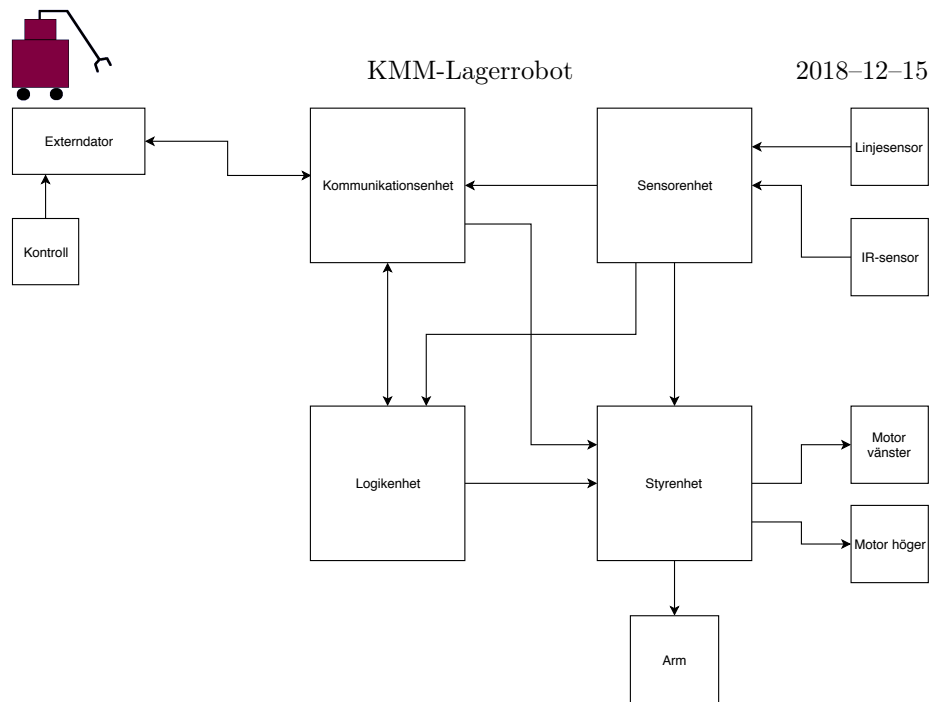 KMM-Lagerrobot 2018–12–15
Externdator
Kommunikationsenhet
Sensorenhet
Linjesensor
Kontroll
IR-sensor
Logikenhet
Styrenhet
Motor
vänster
Motor höger
Arm